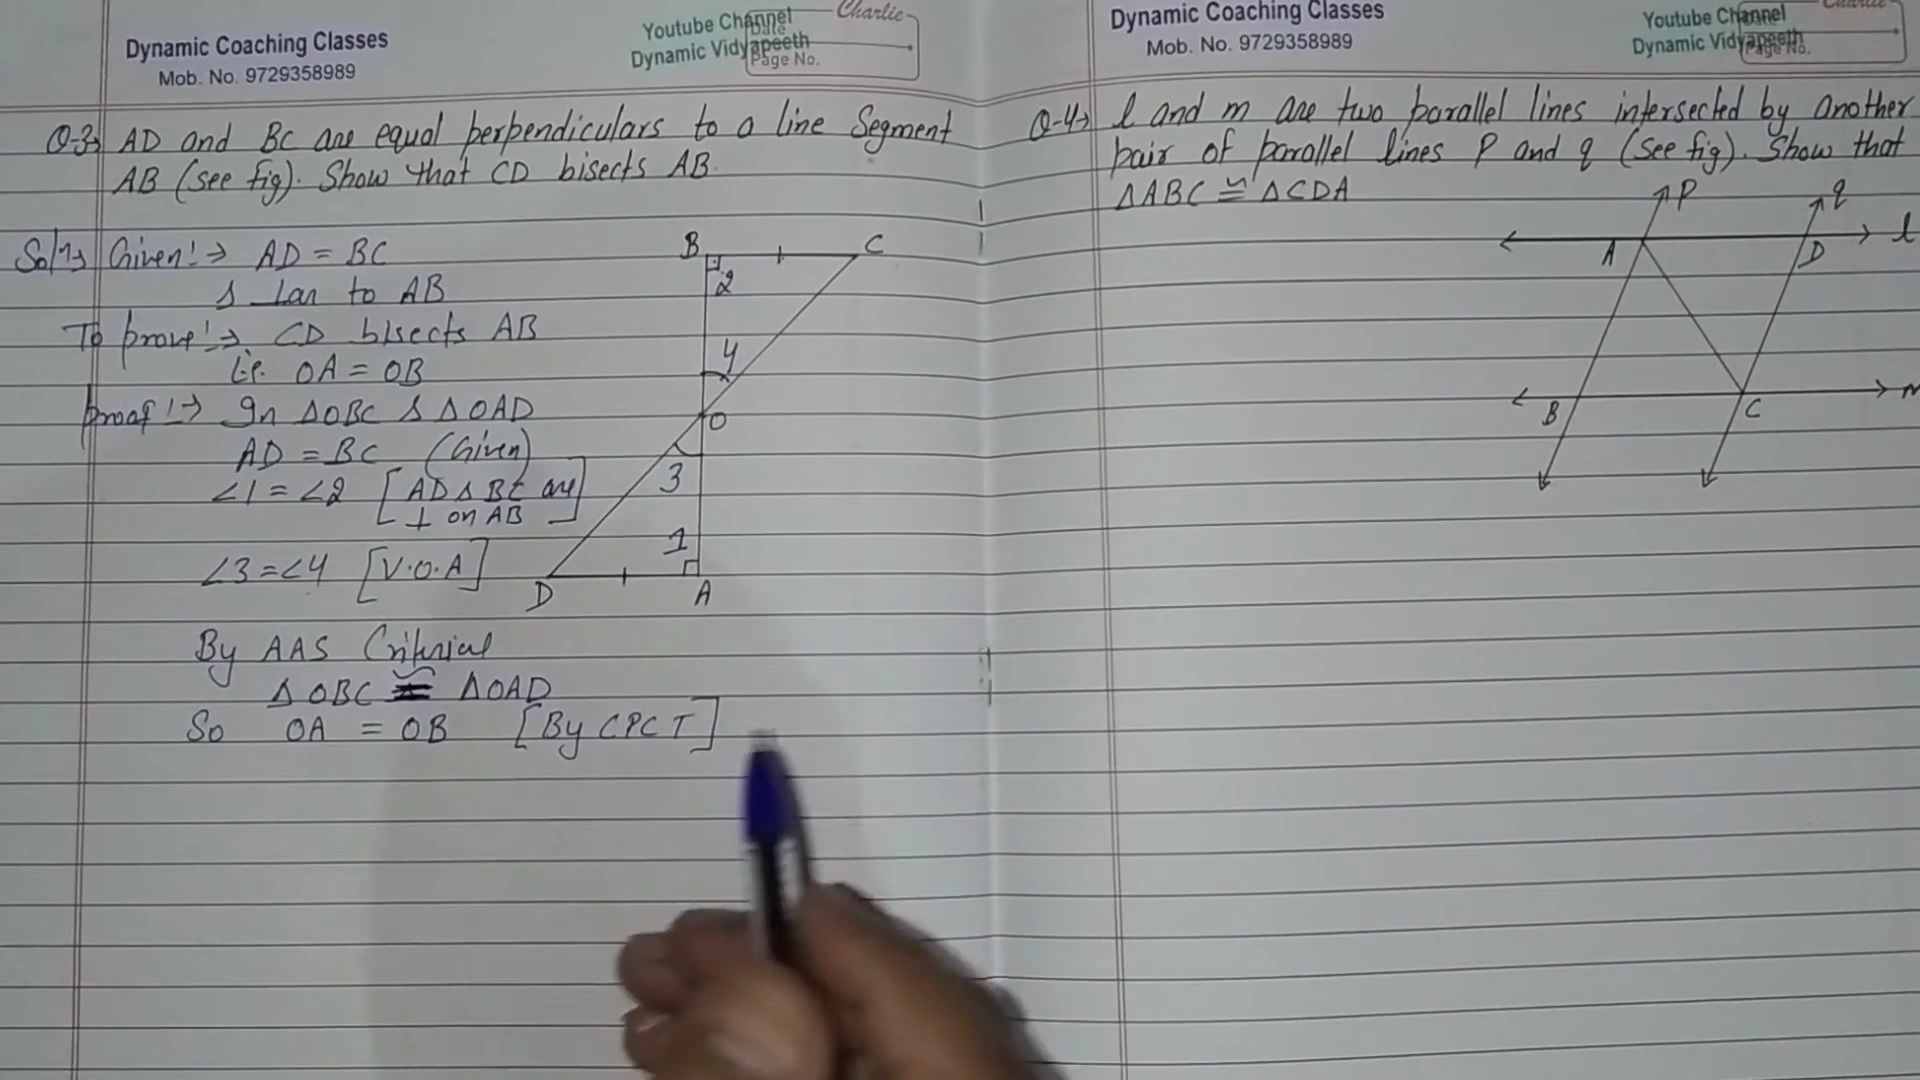 Dynamic Coaching Classes
Mob. No. 9729358989
Youtube Channel
Dynamic Vidyapeeth
Charlie
Date
Page No.
Q-3 AD and BC are equal perpendiculars to a line Segment
AB (see fig). Show that CD bisects AB.
Given:→ AD = BC
to AB
To prove:→ CD bisects AB
i.e. OA = OB
Proof:→ In ΔOBC & ΔOAD
AD = BC (Given)
∠1 = ∠2 [AD & BC are
⊥ on AB]
∠3 = ∠4 [V.O.A]
By AAS
ΔOBC ≅ ΔOAD
So OA = OB [By CPCT]
B C
2
4
O
3
1
D A
Dynamic Coaching Classes
Mob. No. 9729358989
Youtube Channel
Dynamic Vidyapeeth
Page No.
Q-4→ l and m are two parallel lines intersected by another
pair of parallel lines P and q (see fig). Show that
ΔABC ≅ ΔCDA
P q
A D l
B C m